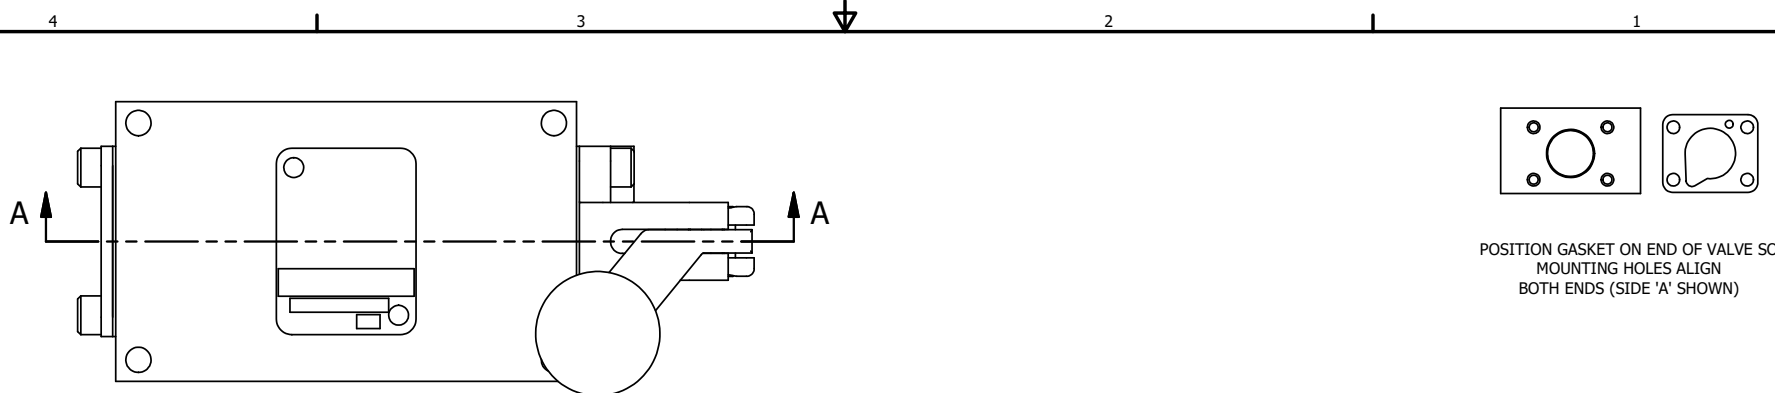 4 3 2 1
A A
POSITION GASKET ON END OF VALVE SO
MOUNTING HOLES ALIGN
BOTH ENDS (SIDE 'A' SHOWN)